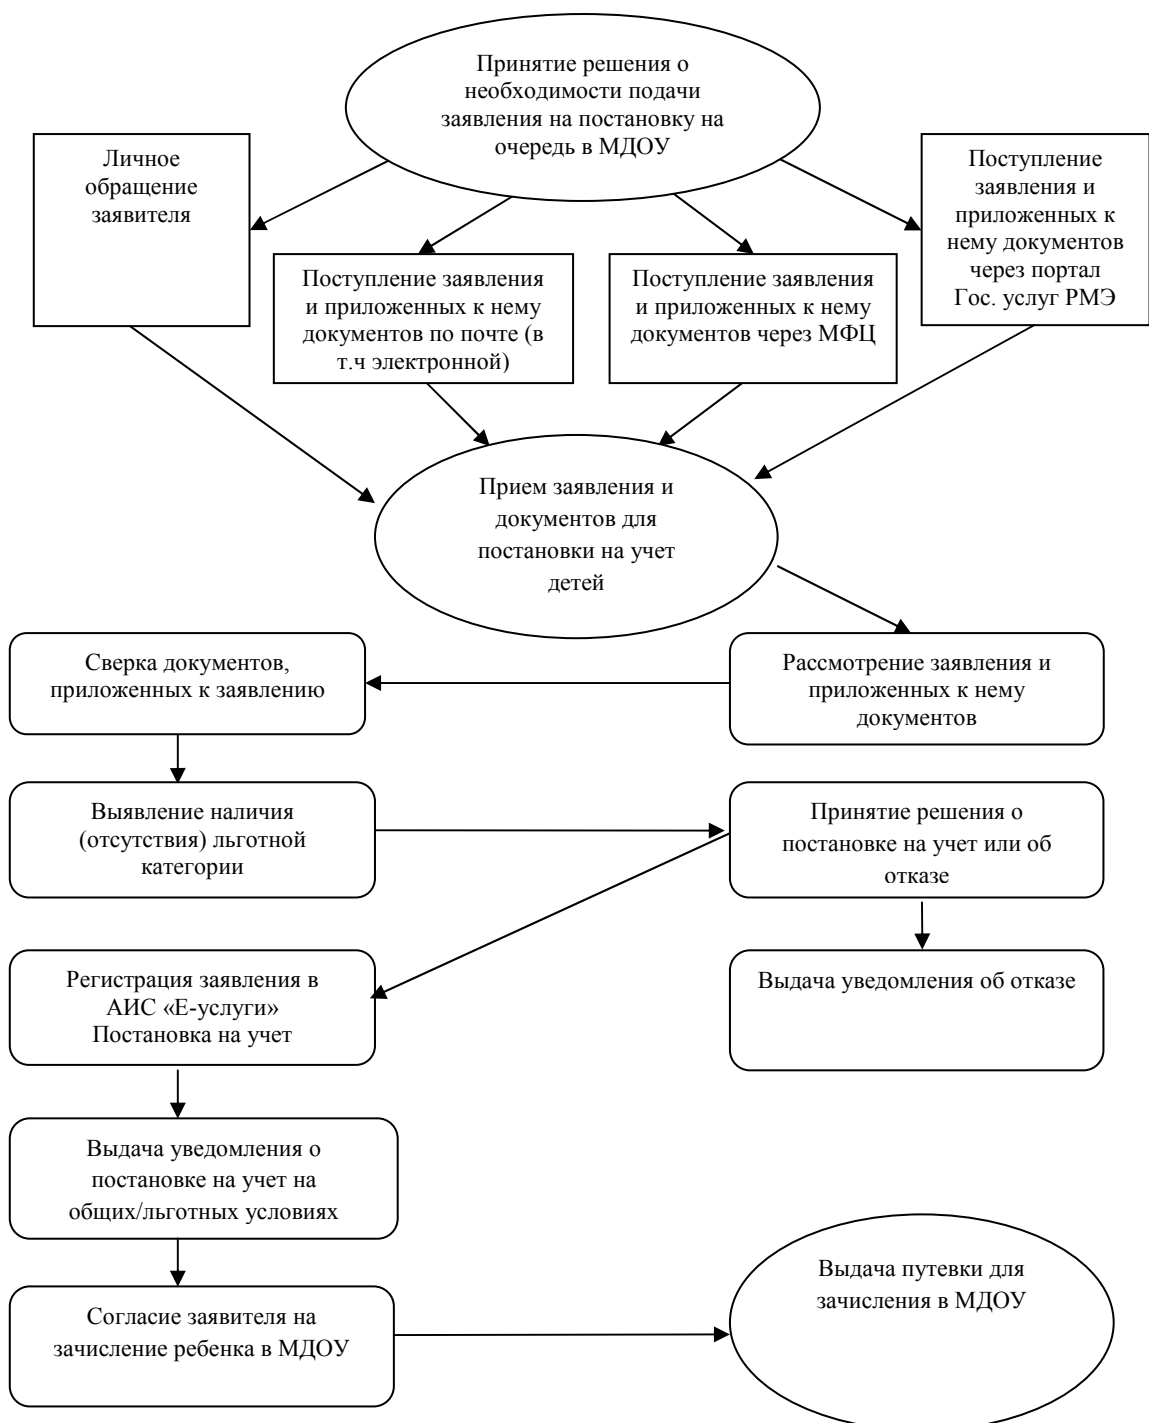 Принятие решения о
необходимости подачи
заявления на постановку на
очередь в МДОУ
Личное
обращение
заявителя
Поступление
заявления и
приложенных к
нему документов
через портал
Гос. услуг РМЭ
Поступление заявления
и приложенных к нему
документов по почте (в
т.ч электронной)
Поступление заявления
и приложенных к нему
документов через МФЦ
Прием заявления и
документов для
постановки на учет
детей
Сверка документов,
приложенных к заявлению
Рассмотрение заявления и
приложенных к нему
документов
Выявление наличия
(отсутствия) льготной
категории
Принятие решения о
постановке на учет или об
отказе
Регистрация заявления в
АИС «Е-услуги»
Постановка на учет
Выдача уведомления об отказе
Выдача уведомления о
постановке на учет на
общих/льготных условиях
Согласие заявителя на
зачисление ребенка в МДОУ
Выдача путевки для
зачисления в МДОУ